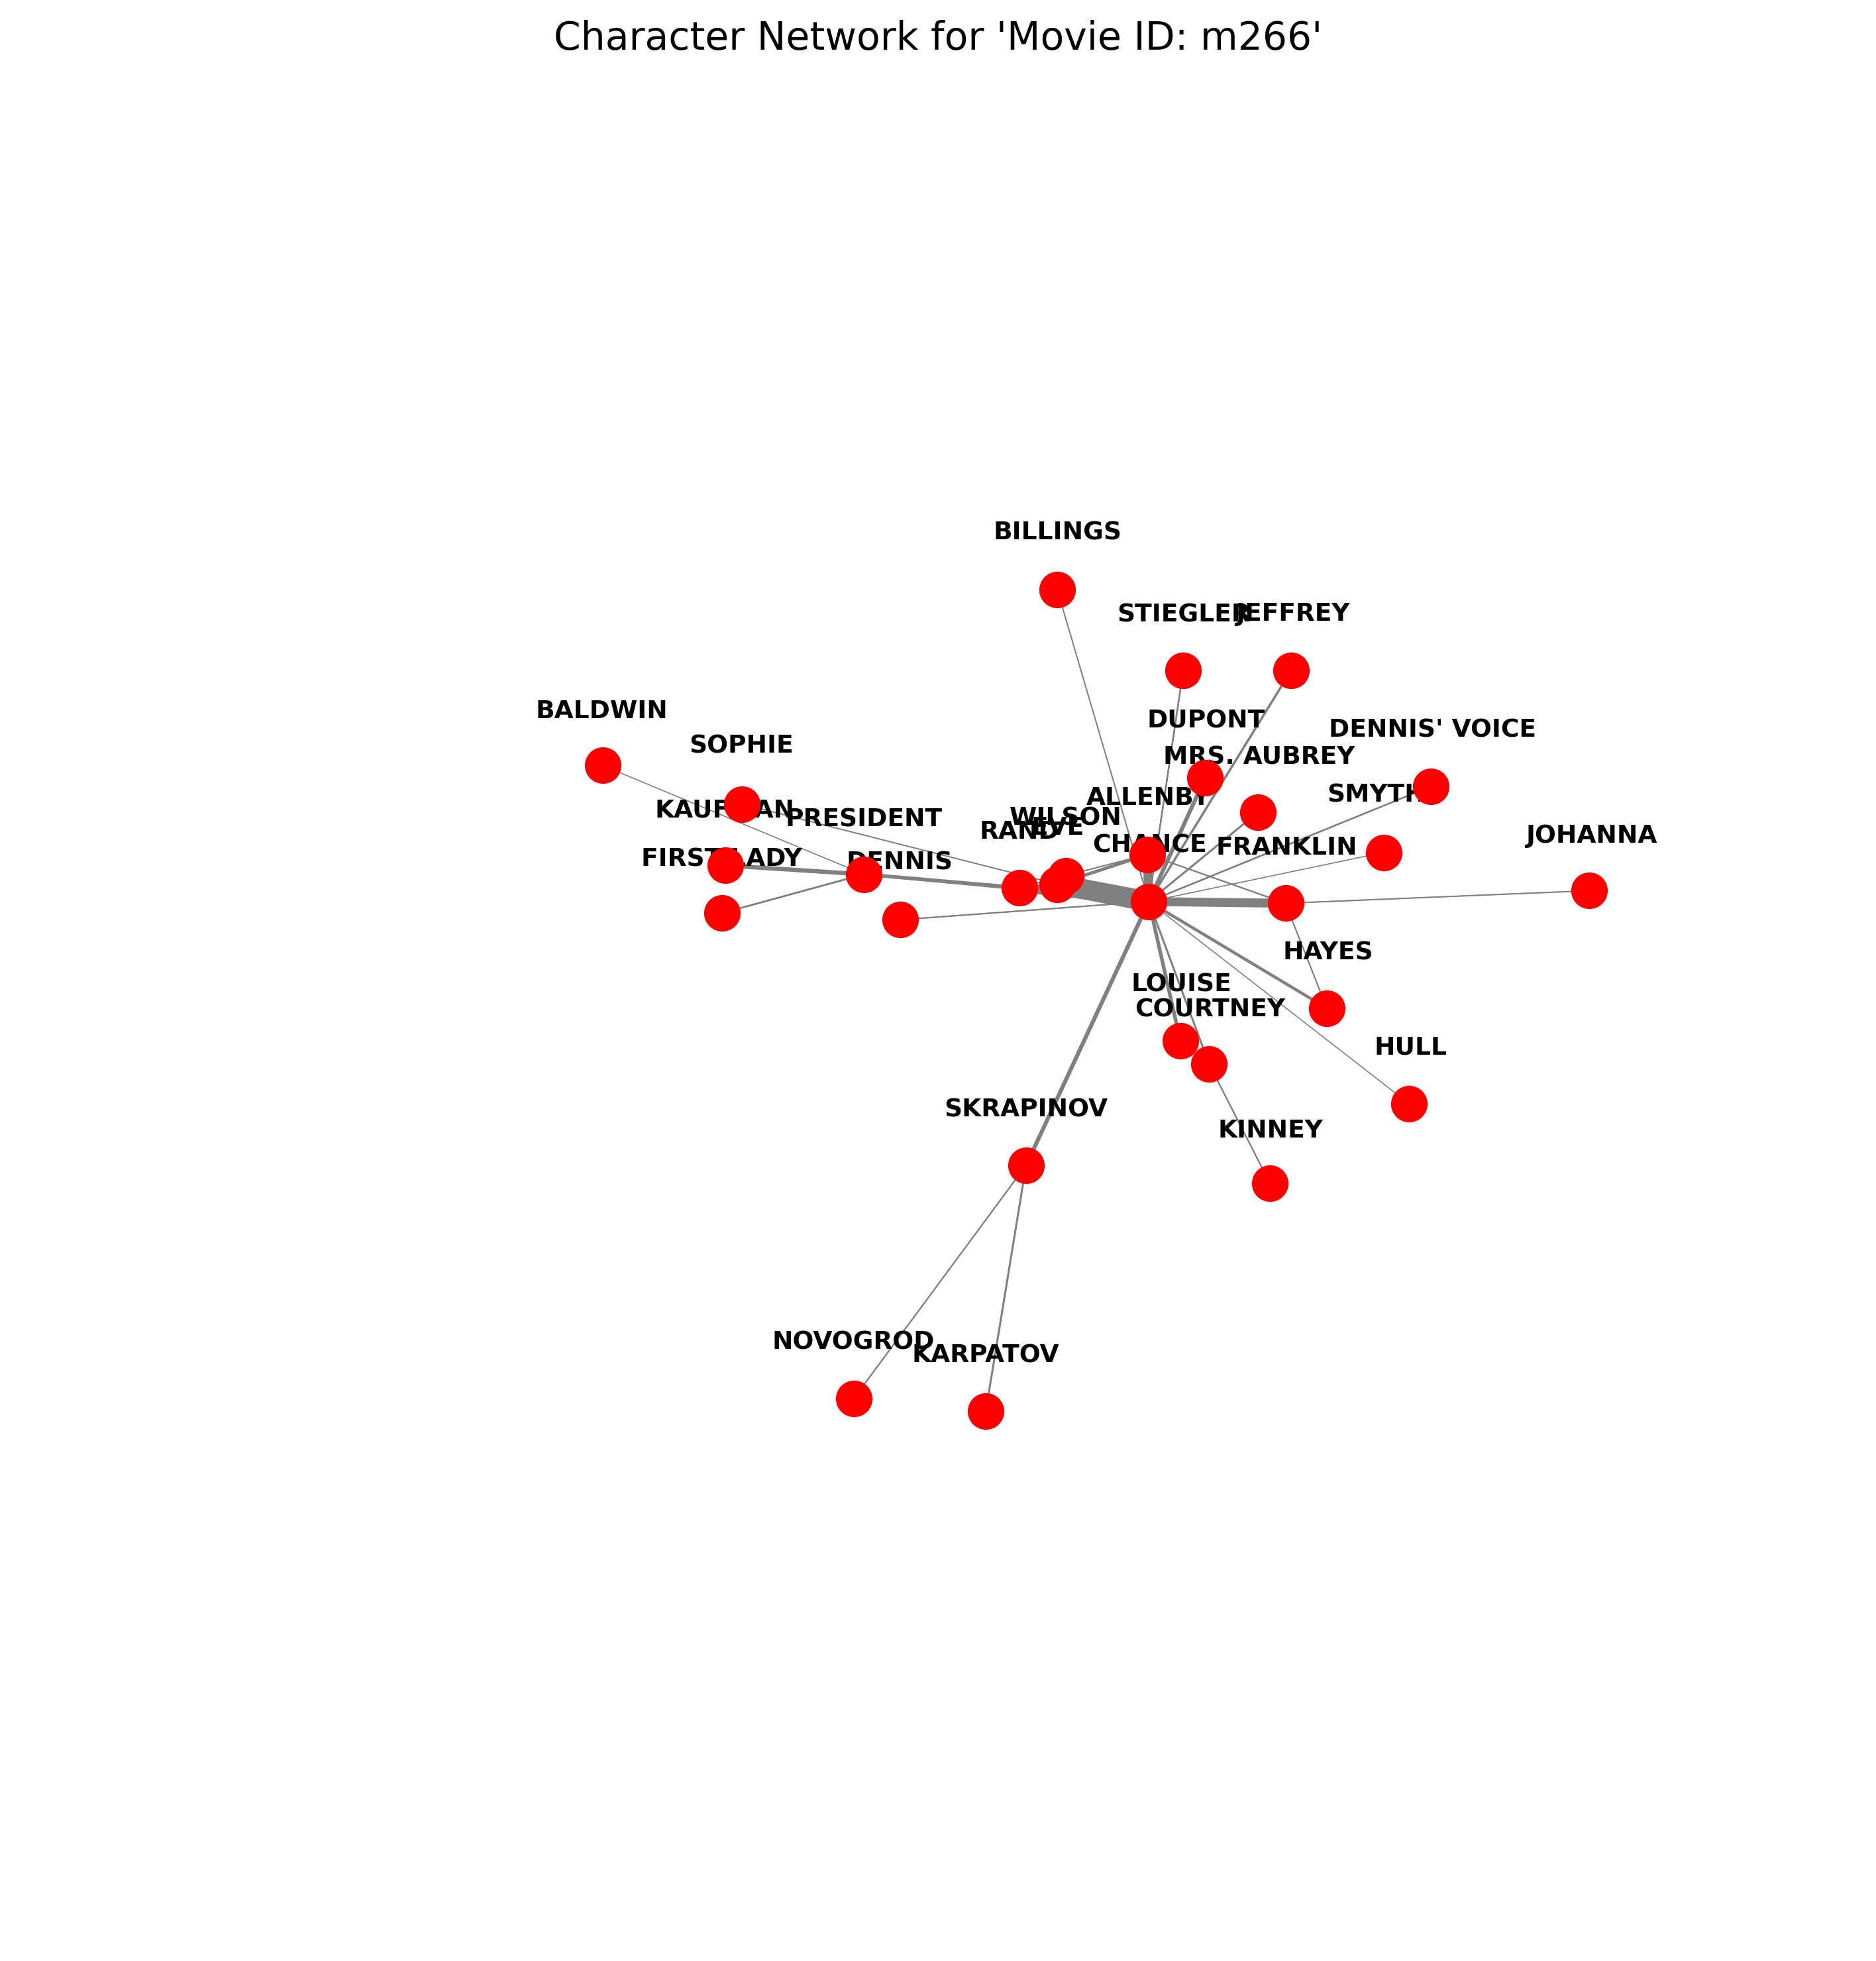 Character Network for 'Movie ID: m266'
BILLINGS
STIEGLER
JEFFREY
BALDWIN
DUPONT
DENNIS' VOICE
SOPHIE
MRS. AUBREY
SMYTHE
KAUFMAN
PRESIDENT
ALLENBY
WILSON
EVE
RAND
CHANCE
FRANKLIN
JOHANNA
FIRST LADY
DENNIS
HAYES
LOUISE
COURTNEY
HULL
SKRAPINOV
KINNEY
NOVOGROD
KARPATOV